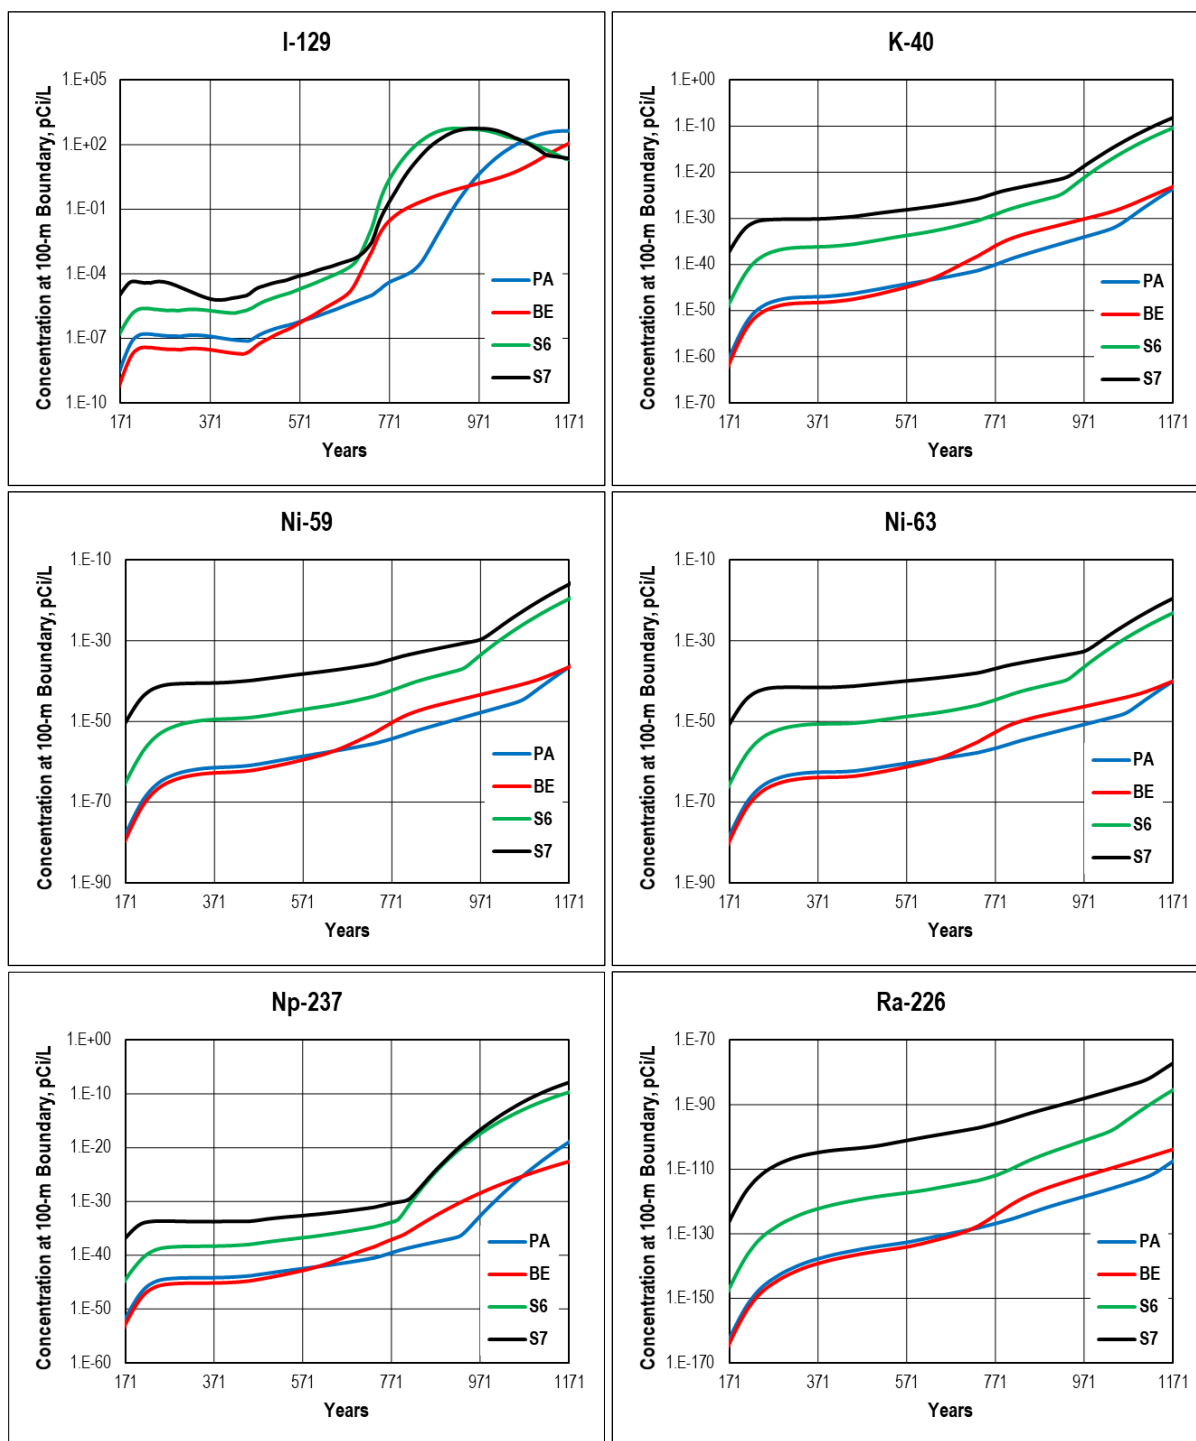 I-129
Concentration at 100-m Boundary, pCi/L
1.E+05
1.E+02
1.E-01
1.E-04
1.E-07
1.E-10
171
371
571
771
971
1171
Years
PA
BE
S6
S7
K-40
Concentration at 100-m Boundary, pCi/L
1.E+00
1.E-10
1.E-20
1.E-30
1.E-40
1.E-50
1.E-60
1.E-70
171
371
571
771
971
1171
Years
PA
BE
S6
S7
Ni-59
Concentration at 100-m Boundary, pCi/L
1.E-10
1.E-30
1.E-50
1.E-70
1.E-90
171
371
571
771
971
1171
Years
PA
BE
S6
S7
Ni-63
Concentration at 100-m Boundary, pCi/L
1.E-10
1.E-30
1.E-50
1.E-70
1.E-90
171
371
571
771
971
1171
Years
PA
BE
S6
S7
Np-237
Concentration at 100-m Boundary, pCi/L
1.E+00
1.E-10
1.E-20
1.E-30
1.E-40
1.E-50
1.E-60
171
371
571
771
971
1171
Years
PA
BE
S6
S7
Ra-226
Concentration at 100-m Boundary, pCi/L
1.E-70
1.E-90
1.E-110
1.E-130
1.E-150
1.E-170
171
371
571
771
971
1171
Years
PA
BE
S6
S7